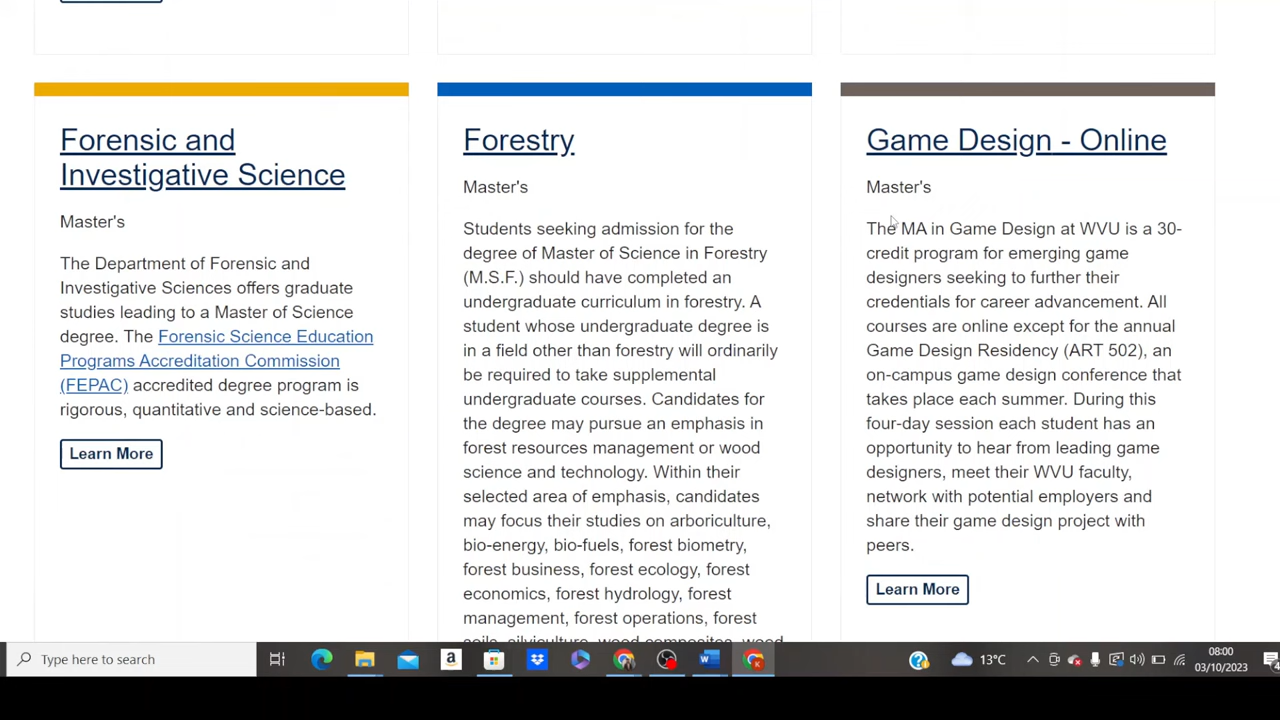 Forensic and
Investigative Science
Master's
The Department of Forensic and
Investigative Sciences offers graduate
studies leading to a Master of Science
degree. The Forensic Science Education
Programs Accreditation Commission
(FEPAC) accredited degree program is
rigorous, quantitative and science-based.
Learn More
Forestry
Master's
Students seeking admission for the
degree of Master of Science in Forestry
(M.S.F.) should have completed an
undergraduate curriculum in forestry. A
student whose undergraduate degree is
in a field other than forestry will ordinarily
be required to take supplemental
undergraduate courses. Candidates for
the degree may pursue an emphasis in
forest resources management or wood
science and technology. Within their
selected area of emphasis, candidates
may focus their studies on arboriculture,
bio-energy, bio-fuels, forest biometry,
forest business, forest ecology, forest
economics, forest hydrology, forest
management, forest operations, forest
soils, silviculture, wood composites, wood
Game Design - Online
Master's
The MA in Game Design at WVU is a 30-
credit program for emerging game
designers seeking to further their
credentials for career advancement. All
courses are online except for the annual
Game Design Residency (ART 502), an
on-campus game design conference that
takes place each summer. During this
four-day session each student has an
opportunity to hear from leading game
designers, meet their WVU faculty,
network with potential employers and
share their game design project with
peers.
Learn More
Type here to search
13°C
08:00
03/10/2023